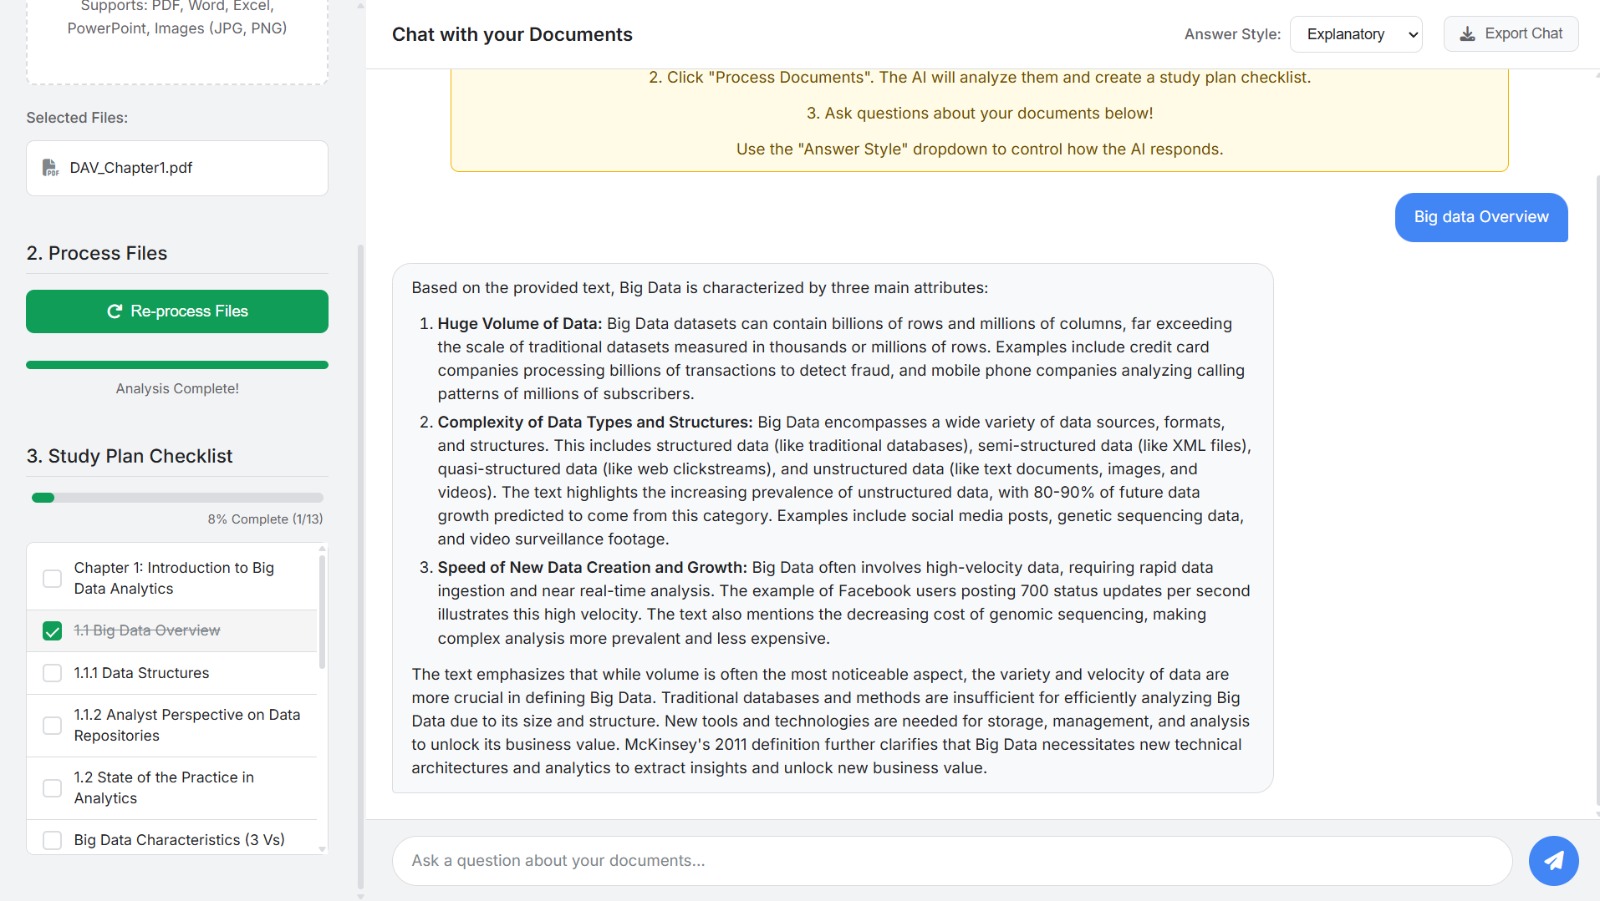 Supports: PDF, Word, Excel,
PowerPoint, Images (JPG, PNG)
Selected Files:
PDF
DAV_Chapter1.pdf
2. Process Files
Re-process Files
Analysis Complete!
3. Study Plan Checklist
8% Complete (1/13)
Chapter 1: Introduction to Big
Data Analytics
1.1 Big Data Overview
1.1.1 Data Structures
1.1.2 Analyst Perspective on Data
Repositories
1.2 State of the Practice in
Analytics
Big Data Characteristics (3 Vs)
Chat with your Documents
Answer Style:
Explanatory
Export Chat
2. Click "Process Documents". The AI will analyze them and create a study plan checklist.
3. Ask questions about your documents below!
Use the "Answer Style" dropdown to control how the AI responds.
Big data Overview
Based on the provided text, Big Data is characterized by three main attributes:
1. Huge Volume of Data: Big Data datasets can contain billions of rows and millions of columns, far exceeding
the scale of traditional datasets measured in thousands or millions of rows. Examples include credit card
companies processing billions of transactions to detect fraud, and mobile phone companies analyzing calling
patterns of millions of subscribers.
2. Complexity of Data Types and Structures: Big Data encompasses a wide variety of data sources, formats,
and structures. This includes structured data (like traditional databases), semi-structured data (like XML files),
quasi-structured data (like web clickstreams), and unstructured data (like text documents, images, and
videos). The text highlights the increasing prevalence of unstructured data, with 80-90% of future data
growth predicted to come from this category. Examples include social media posts, genetic sequencing data,
and video surveillance footage.
3. Speed of New Data Creation and Growth: Big Data often involves high-velocity data, requiring rapid data
ingestion and near real-time analysis. The example of Facebook users posting 700 status updates per second
illustrates this high velocity. The text also mentions the decreasing cost of genomic sequencing, making
complex analysis more prevalent and less expensive.
The text emphasizes that while volume is often the most noticeable aspect, the variety and velocity of data are
more crucial in defining Big Data. Traditional databases and methods are insufficient for efficiently analyzing Big
Data due to its size and structure. New tools and technologies are needed for storage, management, and analysis
to unlock its business value. McKinsey's 2011 definition further clarifies that Big Data necessitates new technical
architectures and analytics to extract insights and unlock new business value.
Ask a question about your documents...